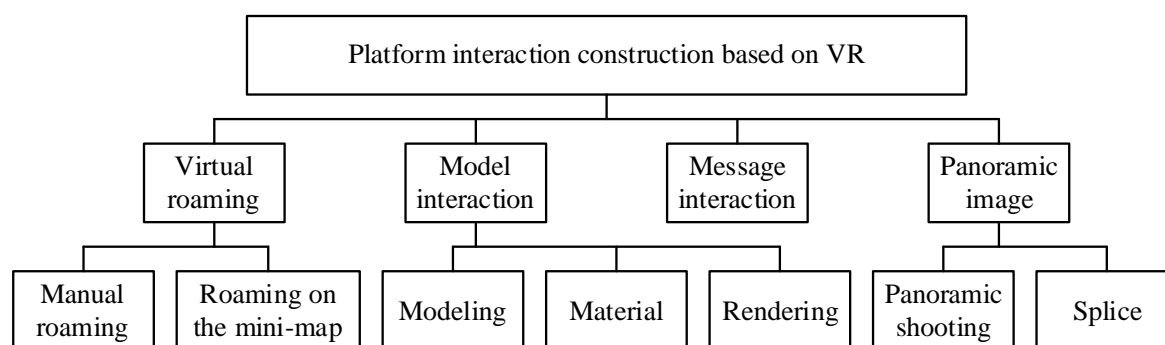 Platform interaction construction based on VR
Virtual
roaming
Model
interaction
Message
interaction
Panoramic
image
Manual
roaming
Roaming on
the mini-map
Modeling
Material
Rendering
Panoramic
shooting
Splice